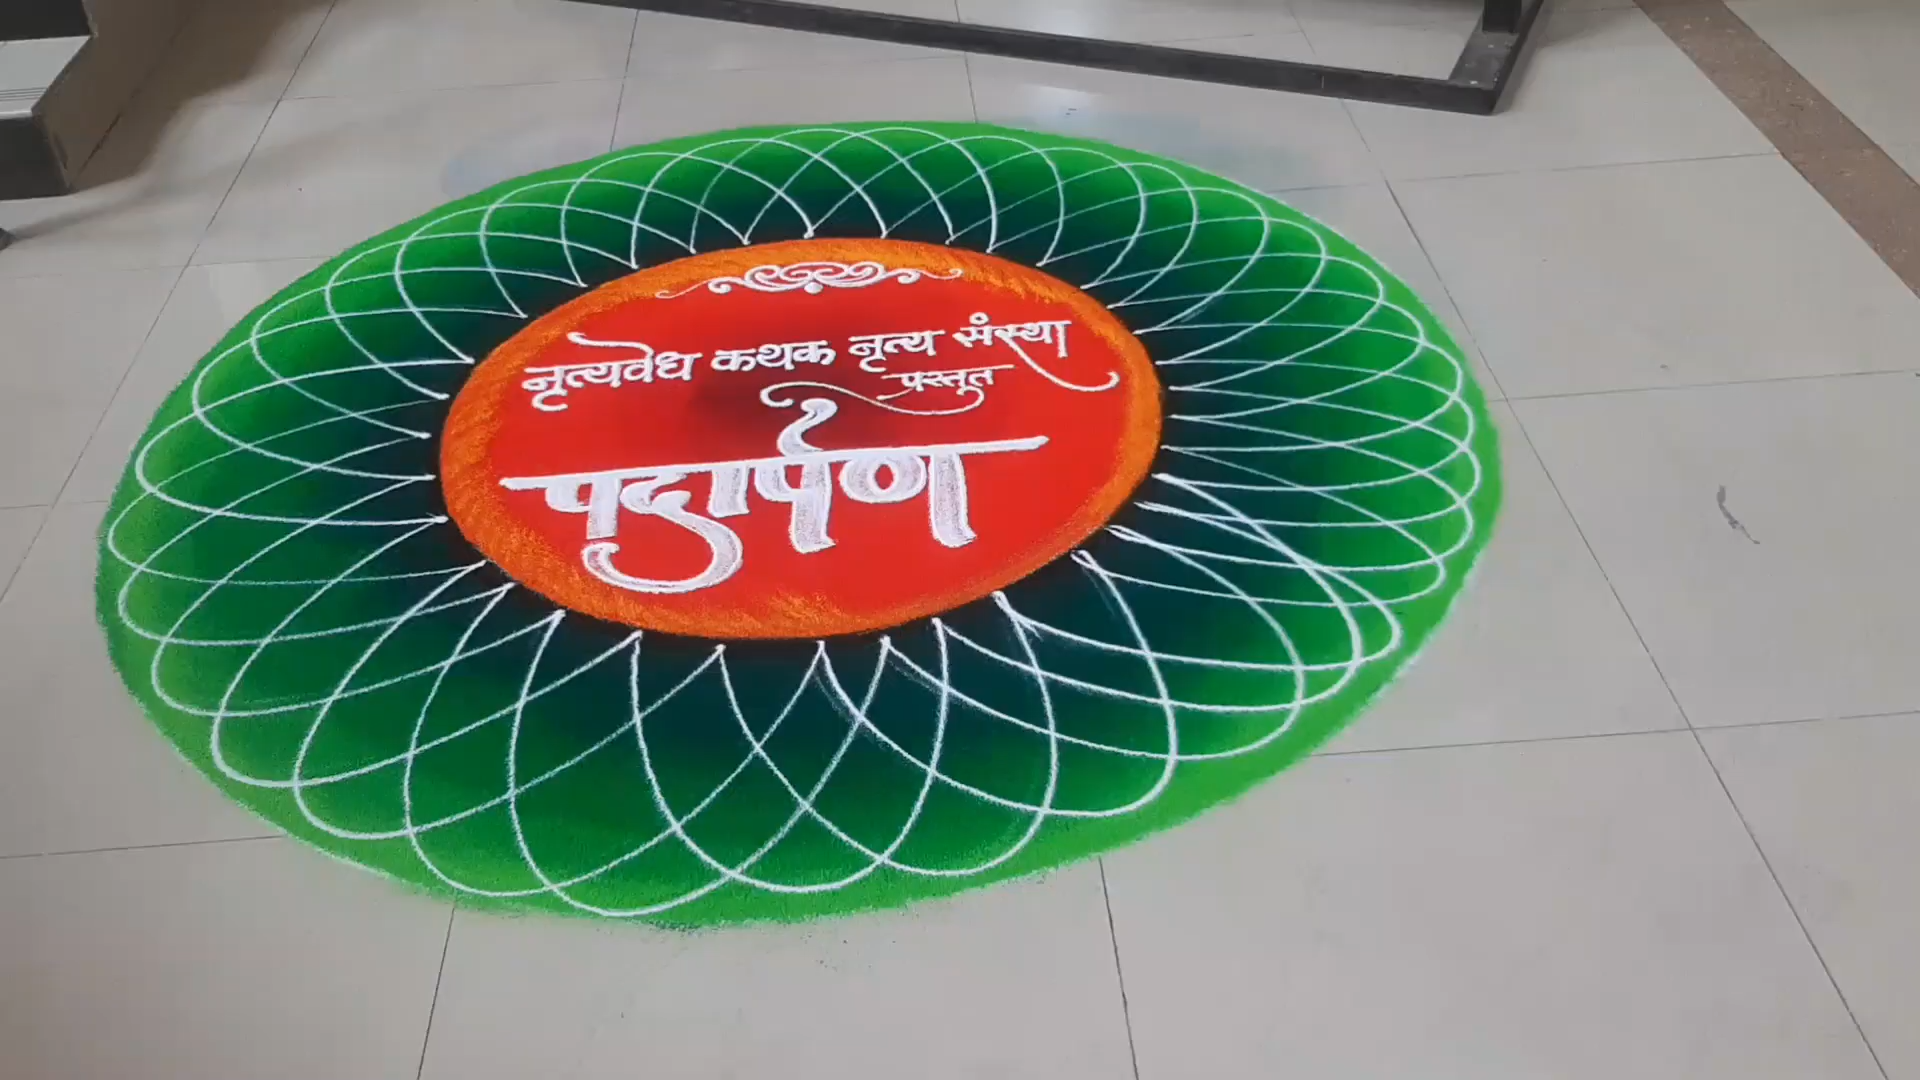 नृत्यवेध कथक नृत्य संस्था
प्रस्तुत
पदार्पण